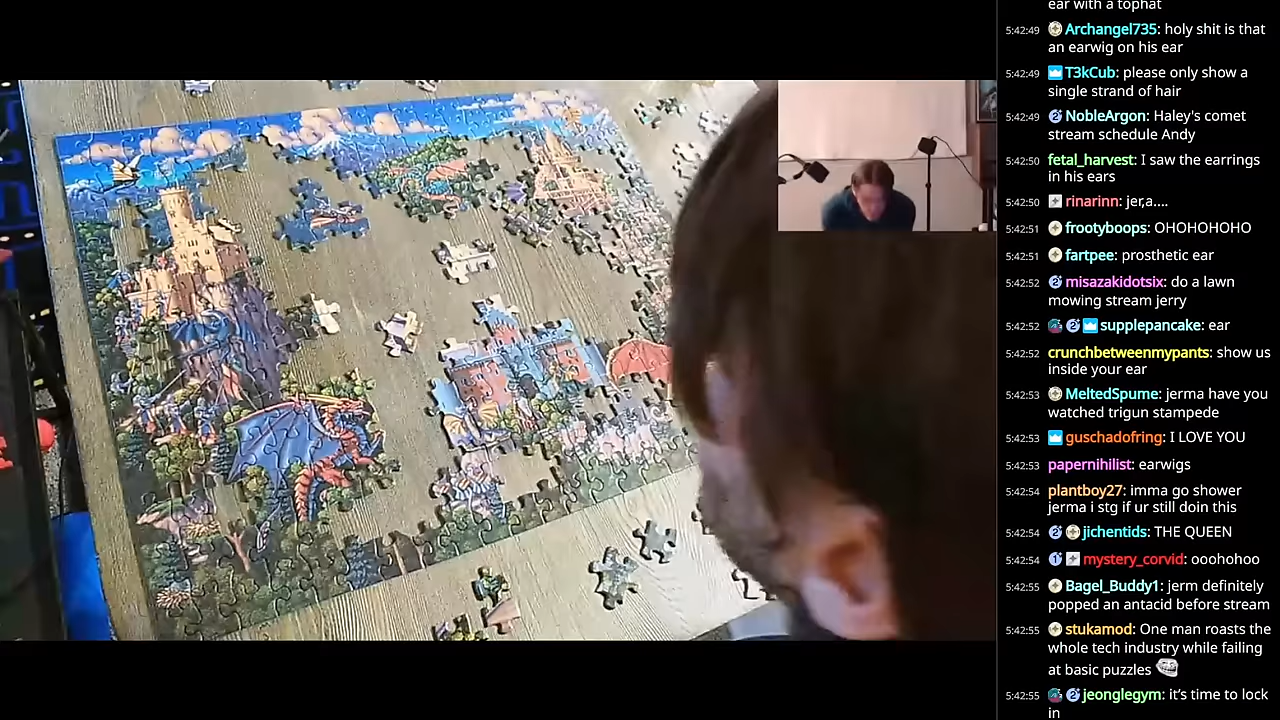 ear with a tophat
5:42:49 Archangel735: holy shit is that
an earwig on his ear
5:42:49 T3kCub: please only show a
single strand of hair
5:42:49 NobleArgon: Haley's comet
stream schedule Andy
5:42:50 fetal_harvest: I saw the earrings
in his ears
5:42:50 rinarinn: jer,a....
5:42:51 frootyboops: OHOHOHOHO
5:42:51 fartpee: prosthetic ear
5:42:52 misazakidotsix: do a lawn
mowing stream jerry
5:42:52 supplepancake: ear
5:42:52 crunchbetweenmypants: show us
inside your ear
5:42:53 MeltedSpume: jerma have you
watched trigun stampede
5:42:53 guschadofring: I LOVE YOU
5:42:53 papernihilist: earwigs
5:42:54 plantboy27: imma go shower
jerma i stg if ur still doin this
5:42:54 jichentids: THE QUEEN
5:42:54 mystery_corvid: ooohohoo
5:42:55 Bagel_Buddy1: jerm definitely
popped an antacid before stream
5:42:55 stukamod: One man roasts the
whole tech industry while failing
at basic puzzles
5:42:55 jeonglegym: it’s time to lock
in